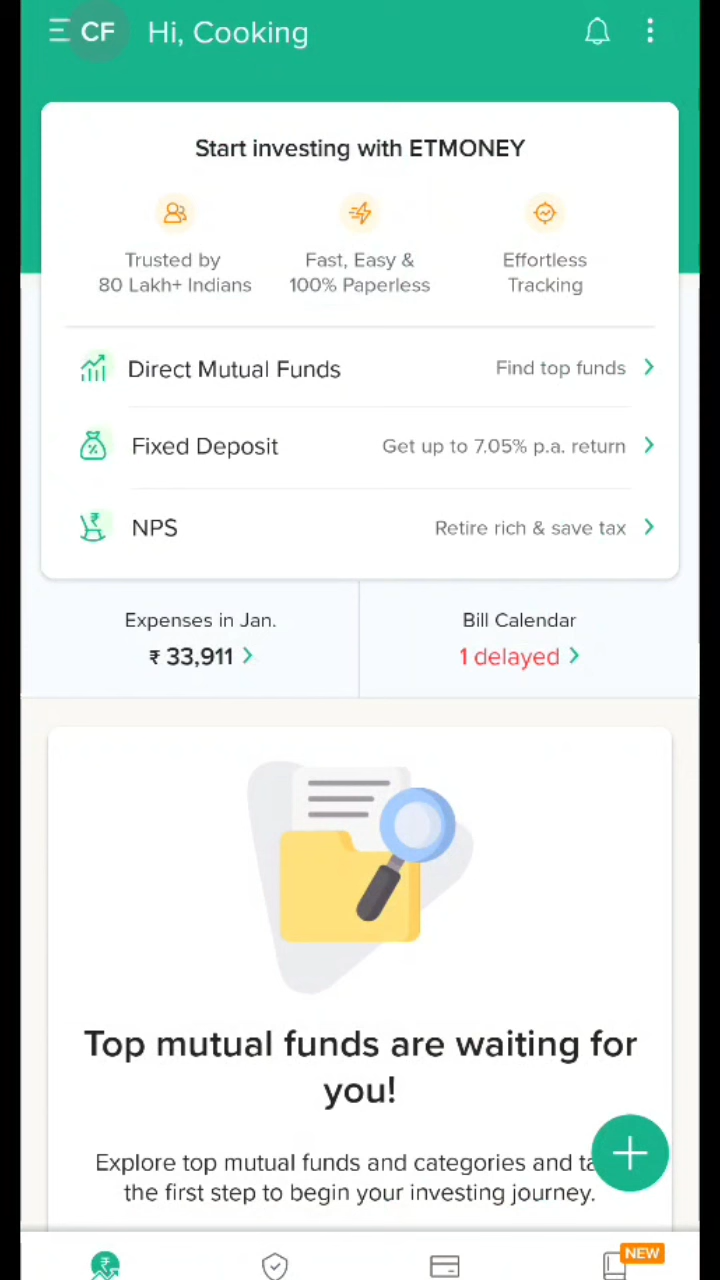 CF Hi, Cooking
Start investing with ETMONEY
Trusted by
80 Lakh+ Indians
Fast, Easy &
100% Paperless
Effortless
Tracking
Direct Mutual Funds Find top funds
Fixed Deposit Get up to 7.05% p.a. return
NPS Retire rich & save tax
Expenses in Jan.
₹ 33,911
Bill Calendar
1 delayed
Top mutual funds are waiting for
you!
Explore top mutual funds and categories and
the first step to begin your investing journey.
NEW